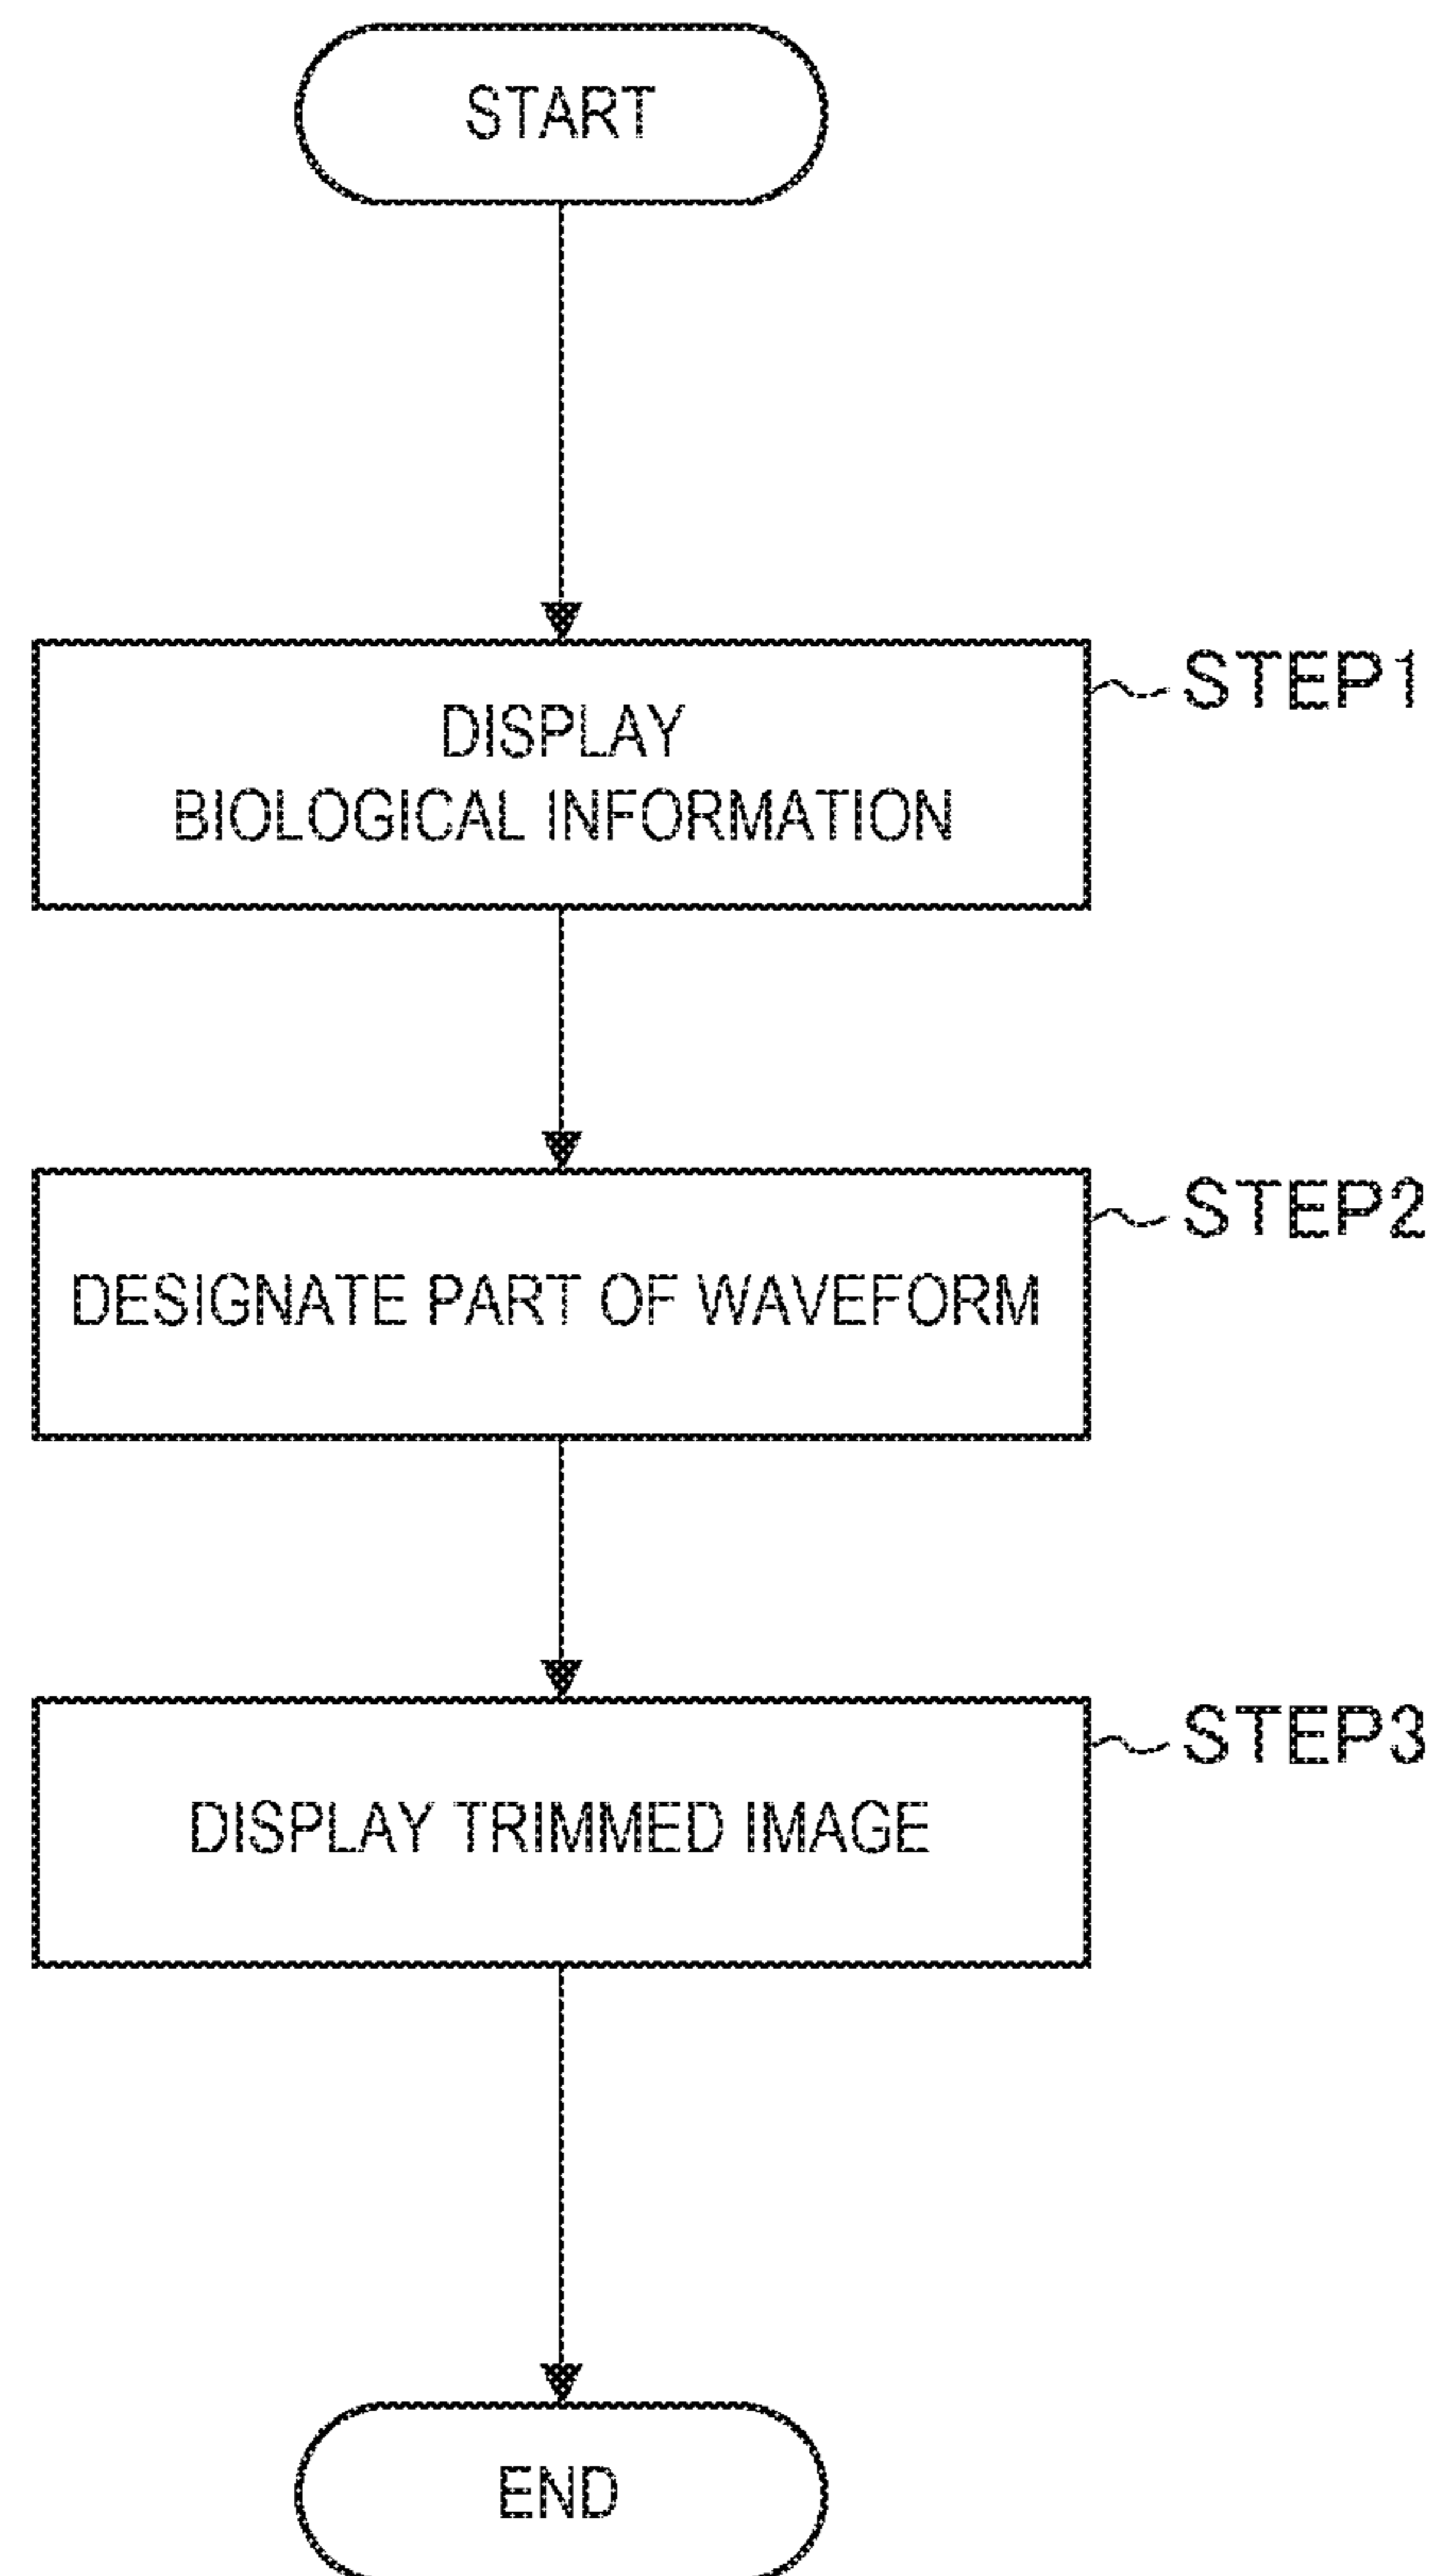 START
STEP1
DISPLAY
BIOLOGICAL INFORMATION
STEP2
DESIGNATE PART OF WAVEFORM
STEP3
DISPLAY TRIMMED IMAGE
END